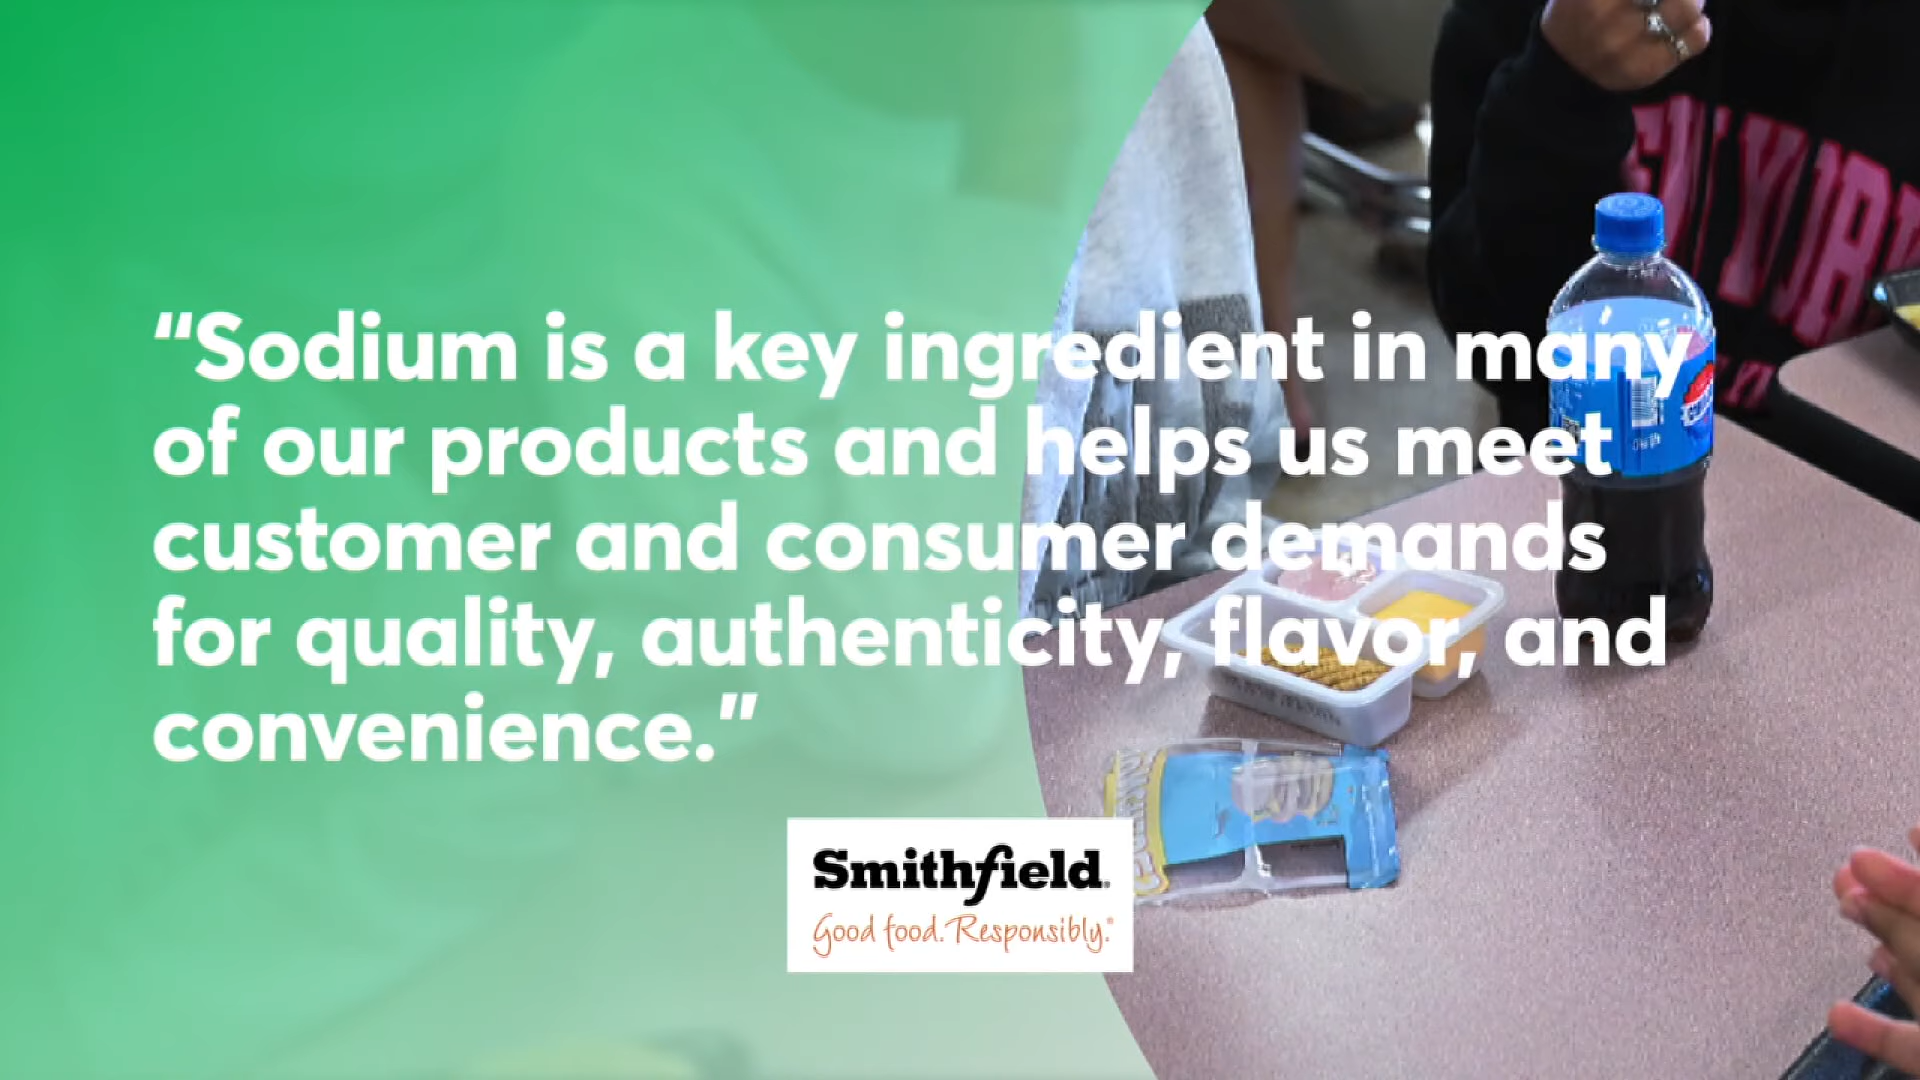 “Sodium is a key ingredient in many
of our products and helps us meet
customer and consumer demands
for quality, authenticity, flavor, and
convenience.”
Smithfield.
Good food. Responsibly.®